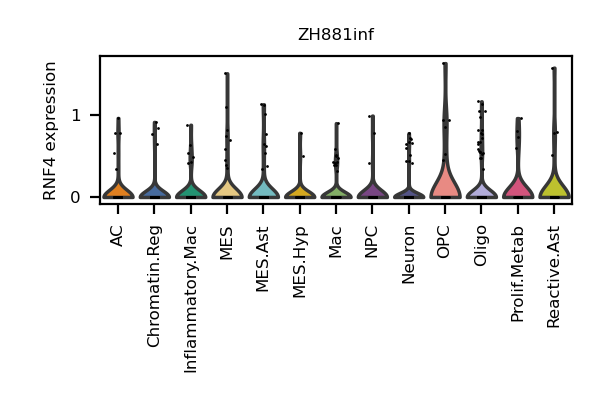 ZH881inf
RNF4 expression
1
0
AC
Chromatin.Reg
Inflammatory.Mac
MES
MES.Ast
MES.Hyp
Mac
NPC
Neuron
OPC
Oligo
Prolif.Metab
Reactive.Ast